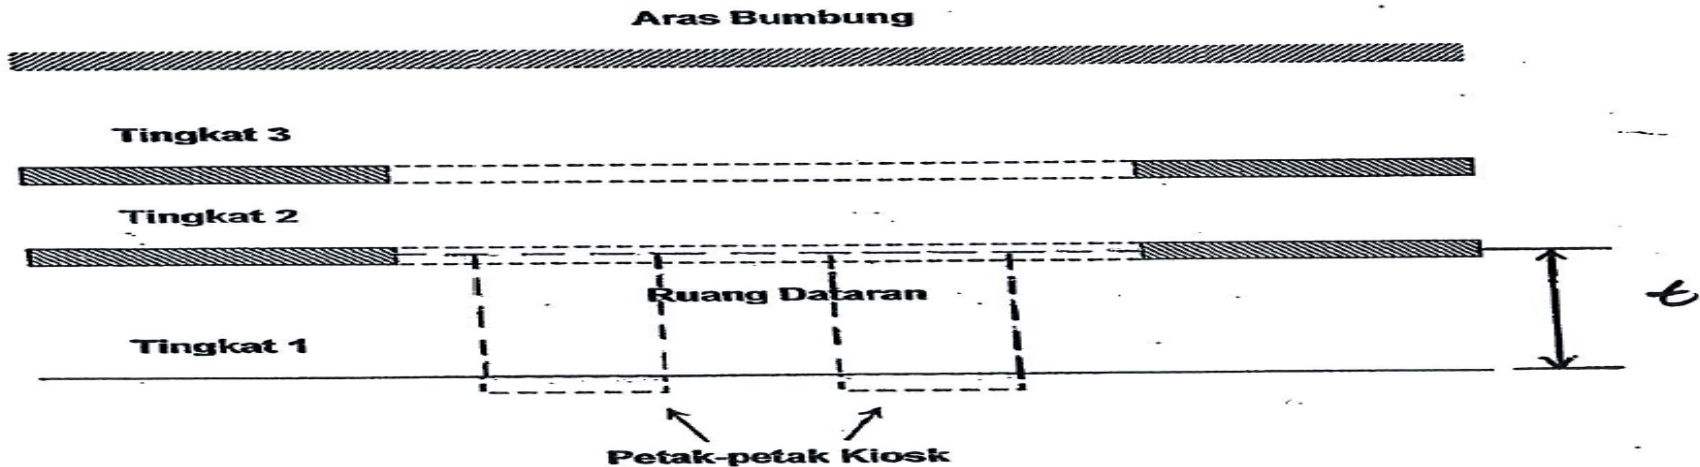 Aras Bumbung
Tingkat 3
Tingkat 2
Ruang Dataran
t
Tingkat 1
Petak-petak Kiosk